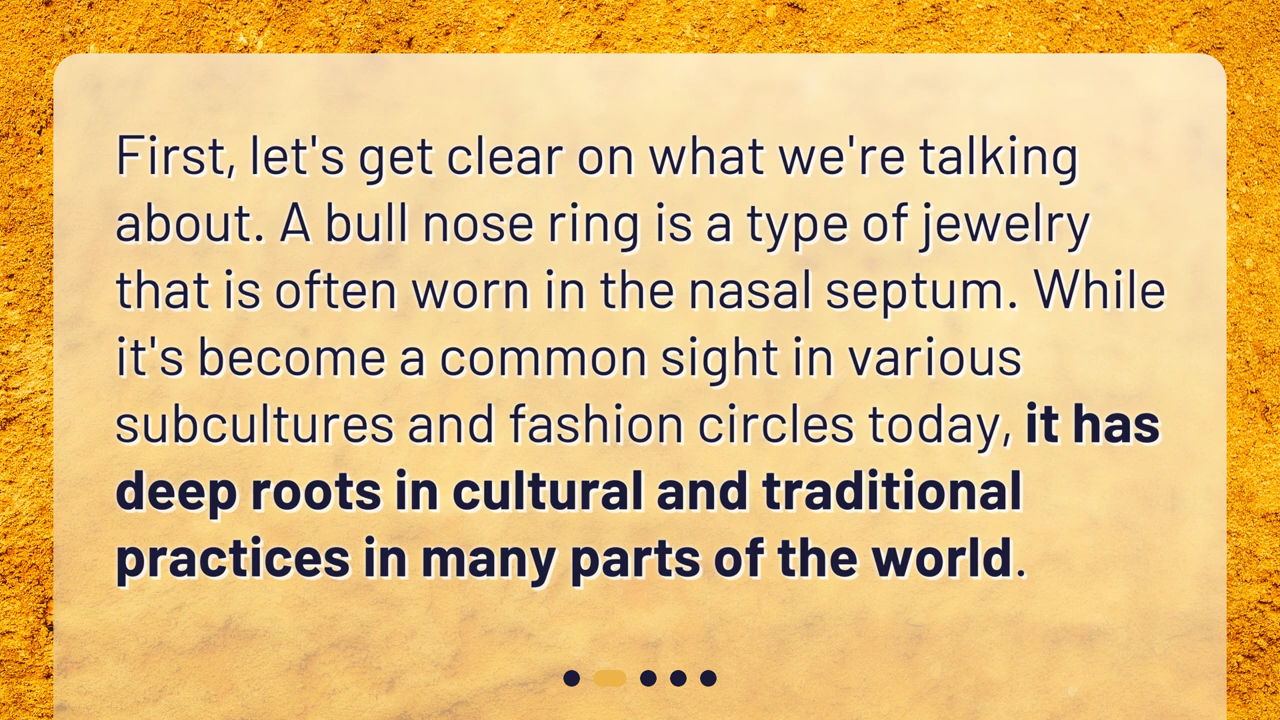 First, let's get clear on what we're talking
about. A bull nose ring is a type of jewelry
that is often worn in the nasal septum. While
it's become a common sight in various
subcultures and fashion circles today, it has
deep roots in cultural and traditional
practices in many parts of the world.